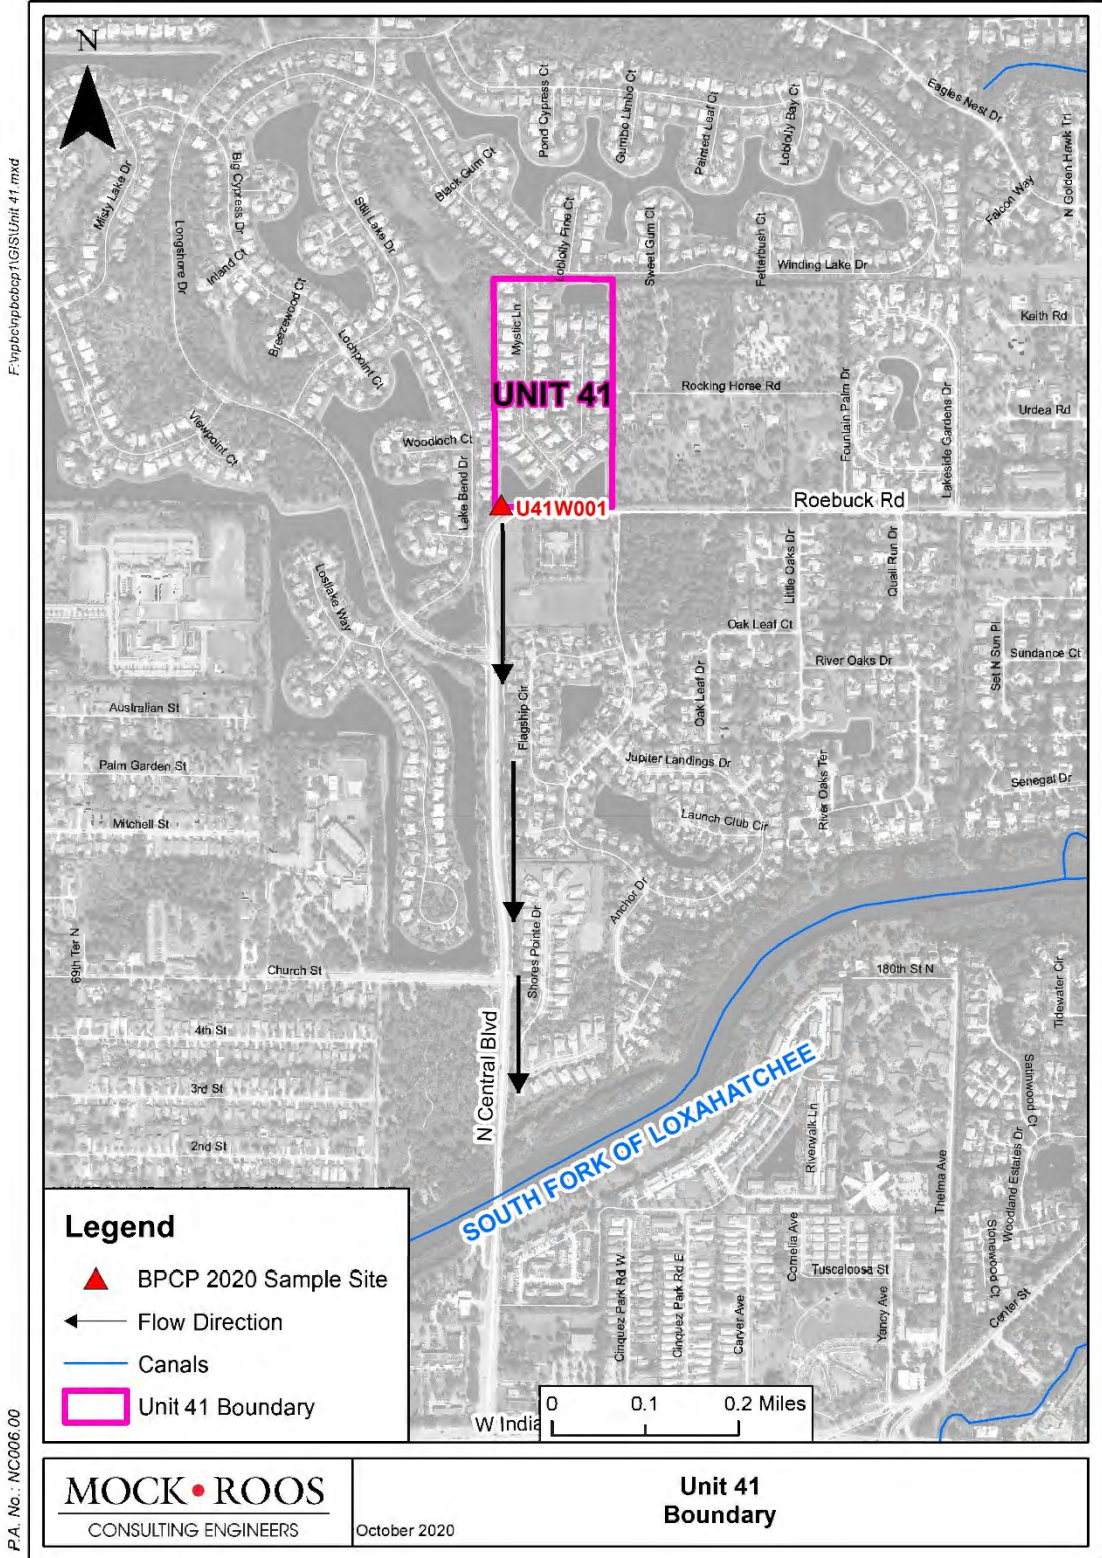 N
F:\npbc\npbcbcp1\GIS\Unit 41.mxd
P.A. No.: NC006.00
Eagles Nest Dr
N Golden Hawk Trl
Falcon Way
Pond Cypress Ct
Gumbo Limbo Ct
Painted Leaf Ct
Loblolly Bay Ct
Black Gum Ct
Misty Lake Dr
Big Cypress Dr
Still Lake Dr
Longshore Dr
Inland Ct
Breezewood Ct
Lochpoint Ct
Loblolly Pine Ct
Sweet Gum Ci
Fetterbush Ct
Winding Lake Dr
Keith Rd
Mystic Ln
UNIT 41
Rocking Horse Rd
Fountain Palm Dr
Lakeside Gardens Dr
Urdea Rd
Viewpoint Ct
Woodloch Ct
Lake Bend Dr
U41W001
Roebuck Rd
Lostlake Way
Little Oaks Dr
Quail Run Dr
Oak Leaf Ct
Oak Leaf Dr
River Oaks Dr
Set N Sun Pl
Sundance Ct
Australian St
Flagship Cir
Palm Garden St
Jupiter Landings Dr
River Oaks Ter
Senegal Dr
Mitchell St
Launch Club Cir
Anchor Dr
69th Ter N
Church St
Shores Pointe Dr
180th St N
Tidewater Cir
4th St
N Central Blvd
3rd St
2nd St
SOUTH FORK OF LOXAHATCHEE
Riverwalk Ln
Satinwood Ct
Woodland Estates Dr
Thelma Ave
Stonewood Ct
Cornelia Ave
Tuscaloosa St
Yancy Ave
Center St
Cinquez Park Rd W
Cinquez Park Rd E
Carver Ave
W India
Legend
BPCP 2020 Sample Site
Flow Direction
Canals
Unit 41 Boundary
0 0.1 0.2 Miles
MOCK•ROOS
CONSULTING ENGINEERS
October 2020
Unit 41
Boundary